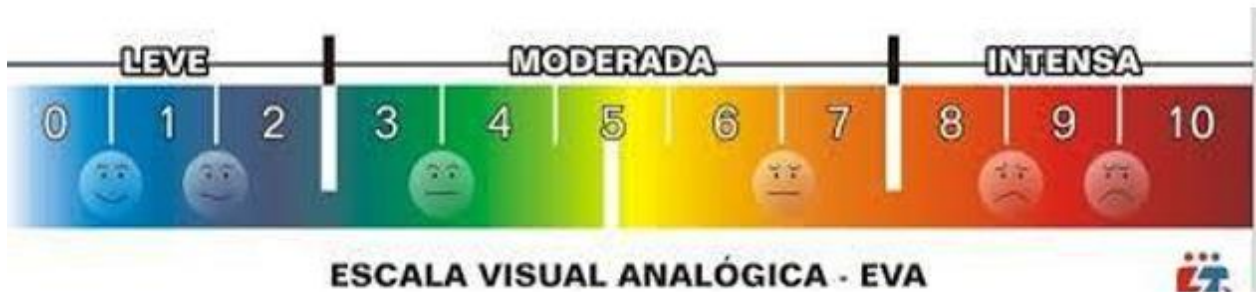 LEVE MODERADA INTENSA
0 1 2 3 4 5 6 7 8 9 10
ESCALA VISUAL ANALÓGICA - EVA